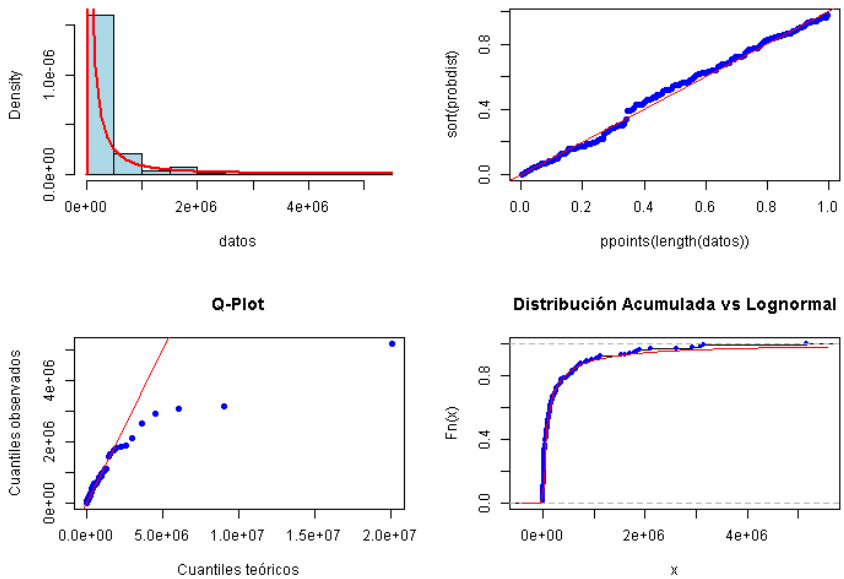 Density
0.0e+00
1.0e-06
0e+00
2e+06
4e+06
datos
sort(probdist)
0.0
0.4
0.8
0.0
0.2
0.4
0.6
0.8
1.0
ppoints(length(datos))
Q-Plot
Cuantiles observados
0e+00
2e+06
4e+06
0.0e+00
5.0e+06
1.0e+07
1.5e+07
2.0e+07
Cuantiles teóricos
Distribución Acumulada vs Lognormal
Fn(x)
0.0
0.4
0.8
0e+00
2e+06
4e+06
x